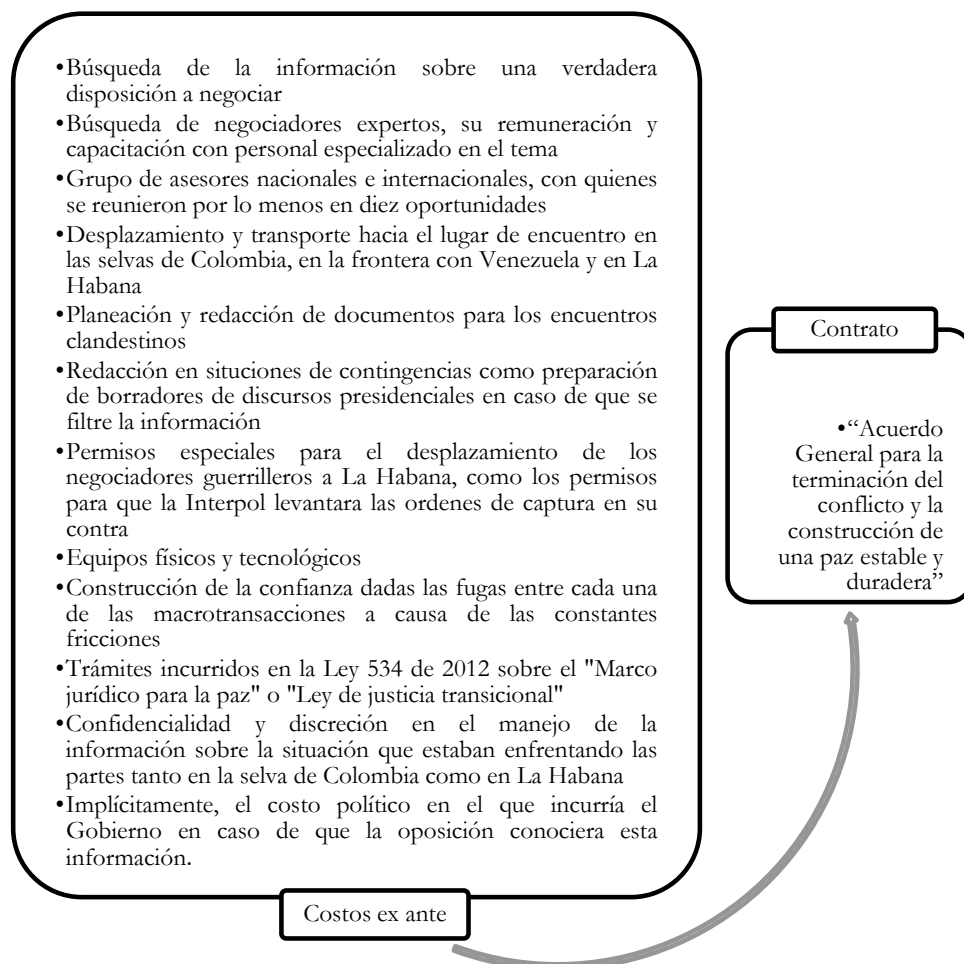 •Búsqueda de la información sobre una verdadera
disposición a negociar
•Búsqueda de negociadores expertos, su remuneración y
capacitación con personal especializado en el tema
•Grupo de asesores nacionales e internacionales, con quienes
se reunieron por lo menos en diez oportunidades
•Desplazamiento y transporte hacia el lugar de encuentro en
las selvas de Colombia, en la frontera con Venezuela y en La
Habana
•Planeación y redacción de documentos para los encuentros
clandestinos
•Redacción en situciones de contingencias como preparación
de borradores de discursos presidenciales en caso de que se
filtre la información
•Permisos especiales para el desplazamiento de los
negociadores guerrilleros a La Habana, como los permisos
para que la Interpol levantara las ordenes de captura en su
contra
•Equipos físicos y tecnológicos
•Construcción de la confianza dadas las fugas entre cada una
de las macrotransacciones a causa de las constantes
fricciones
•Trámites incurridos en la Ley 534 de 2012 sobre el "Marco
jurídico para la paz" o "Ley de justicia transicional"
•Confidencialidad y discreción en el manejo de la
información sobre la situación que estaban enfrentando las
partes tanto en la selva de Colombia como en La Habana
•Implícitamente, el costo político en el que incurría el
Gobierno en caso de que la oposición conociera esta
información.
Costos ex ante
Contrato
•“Acuerdo
General para la
terminación del
conflicto y la
construcción de
una paz estable y
duradera”